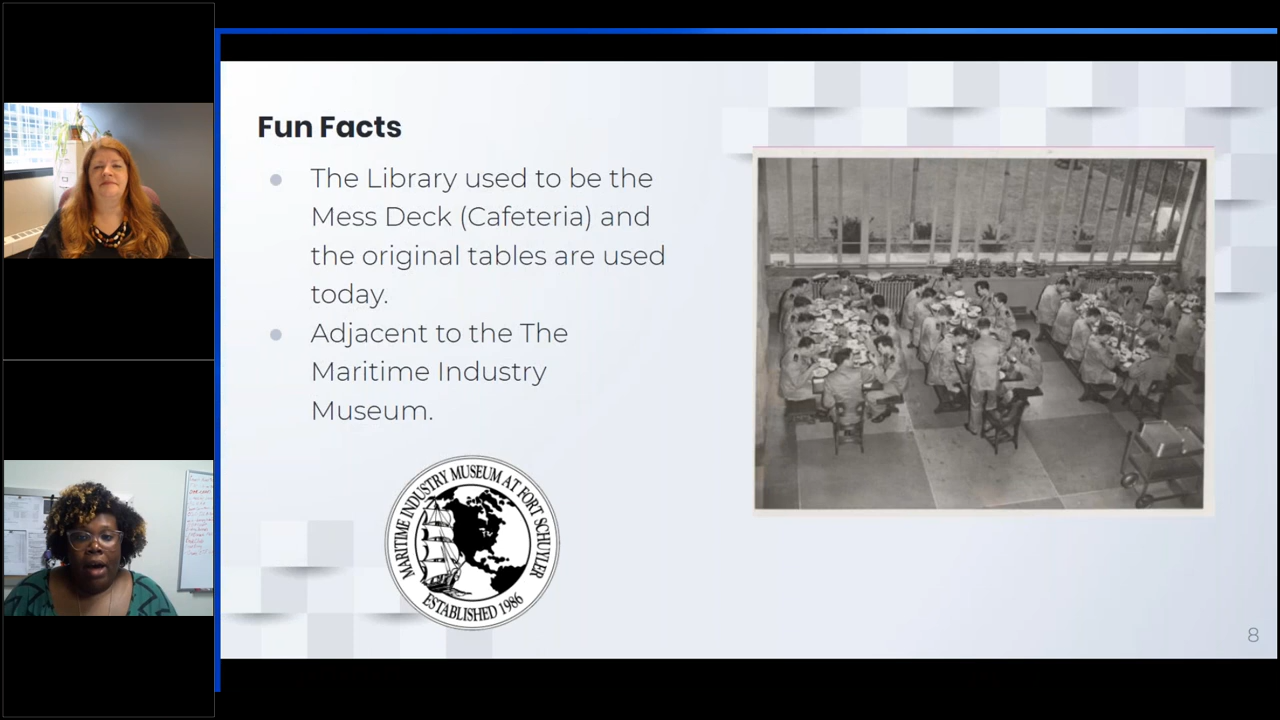 Fun Facts
The Library used to be the
Mess Deck (Cafeteria) and
the original tables are used
today.
Adjacent to the The
Maritime Industry
Museum.
MARITIME INDUSTRY MUSEUM AT FORT SCHUYLER
ESTABLISHED 1986
8